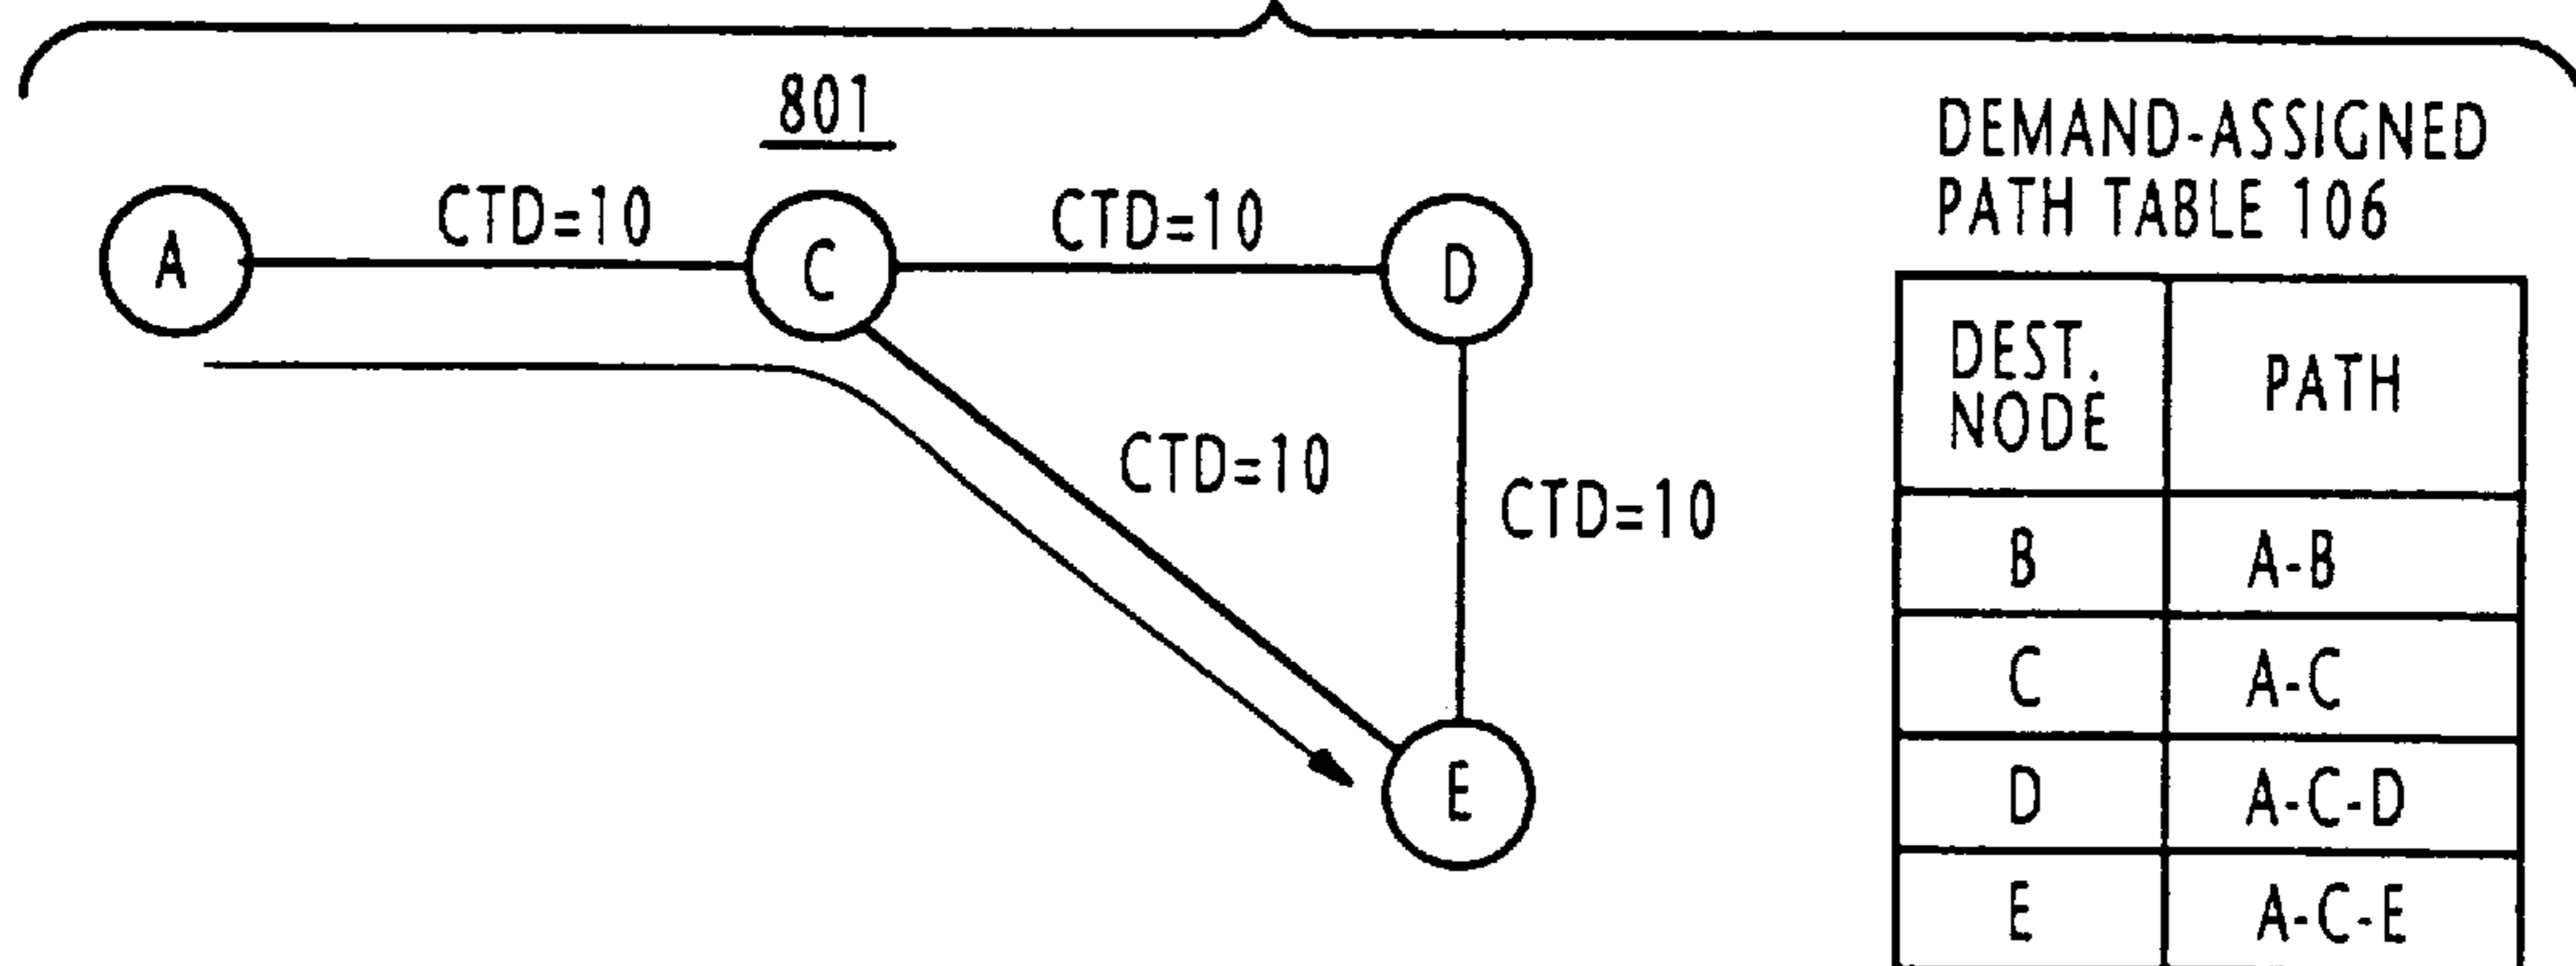 801
CTD=10
CTD=10
A
C
D
CTD=10
CTD=10
E
DEMAND-ASSIGNED
PATH TABLE 106
DEST.
NODE
PATH
B A-B
C A-C
D A-C-D
E A-C-E